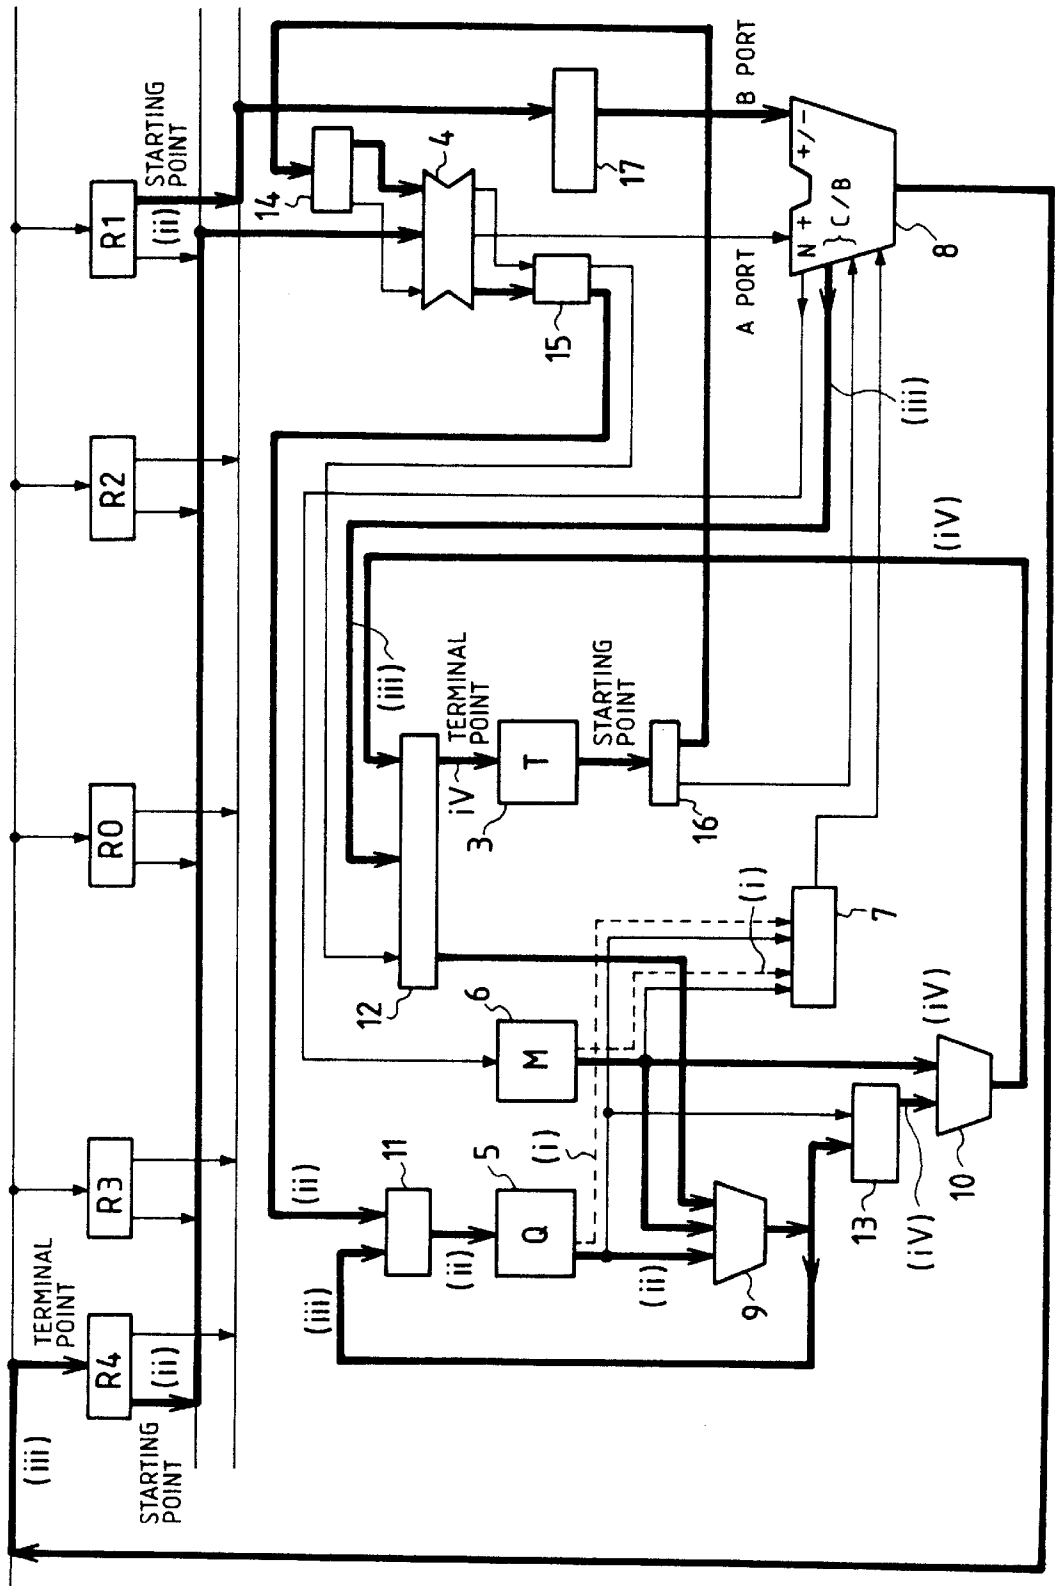 (iii)
TERMINAL
POINT
R4
(ii)
STARTING
POINT
R3
R0
R2
R1
(ii)
STARTING
POINT
(ii)
(iii)
11
(ii)
5
Q
(i)
(ii)
9
13
(iV)
10
(iV)
6
M
12
(i)
7
(iii)
iV
TERMINAL
POINT
3
T
STARTING
POINT
16
(iV)
(iii)
14
4
15
17
A PORT
B PORT
N + +/-
} C/B
8